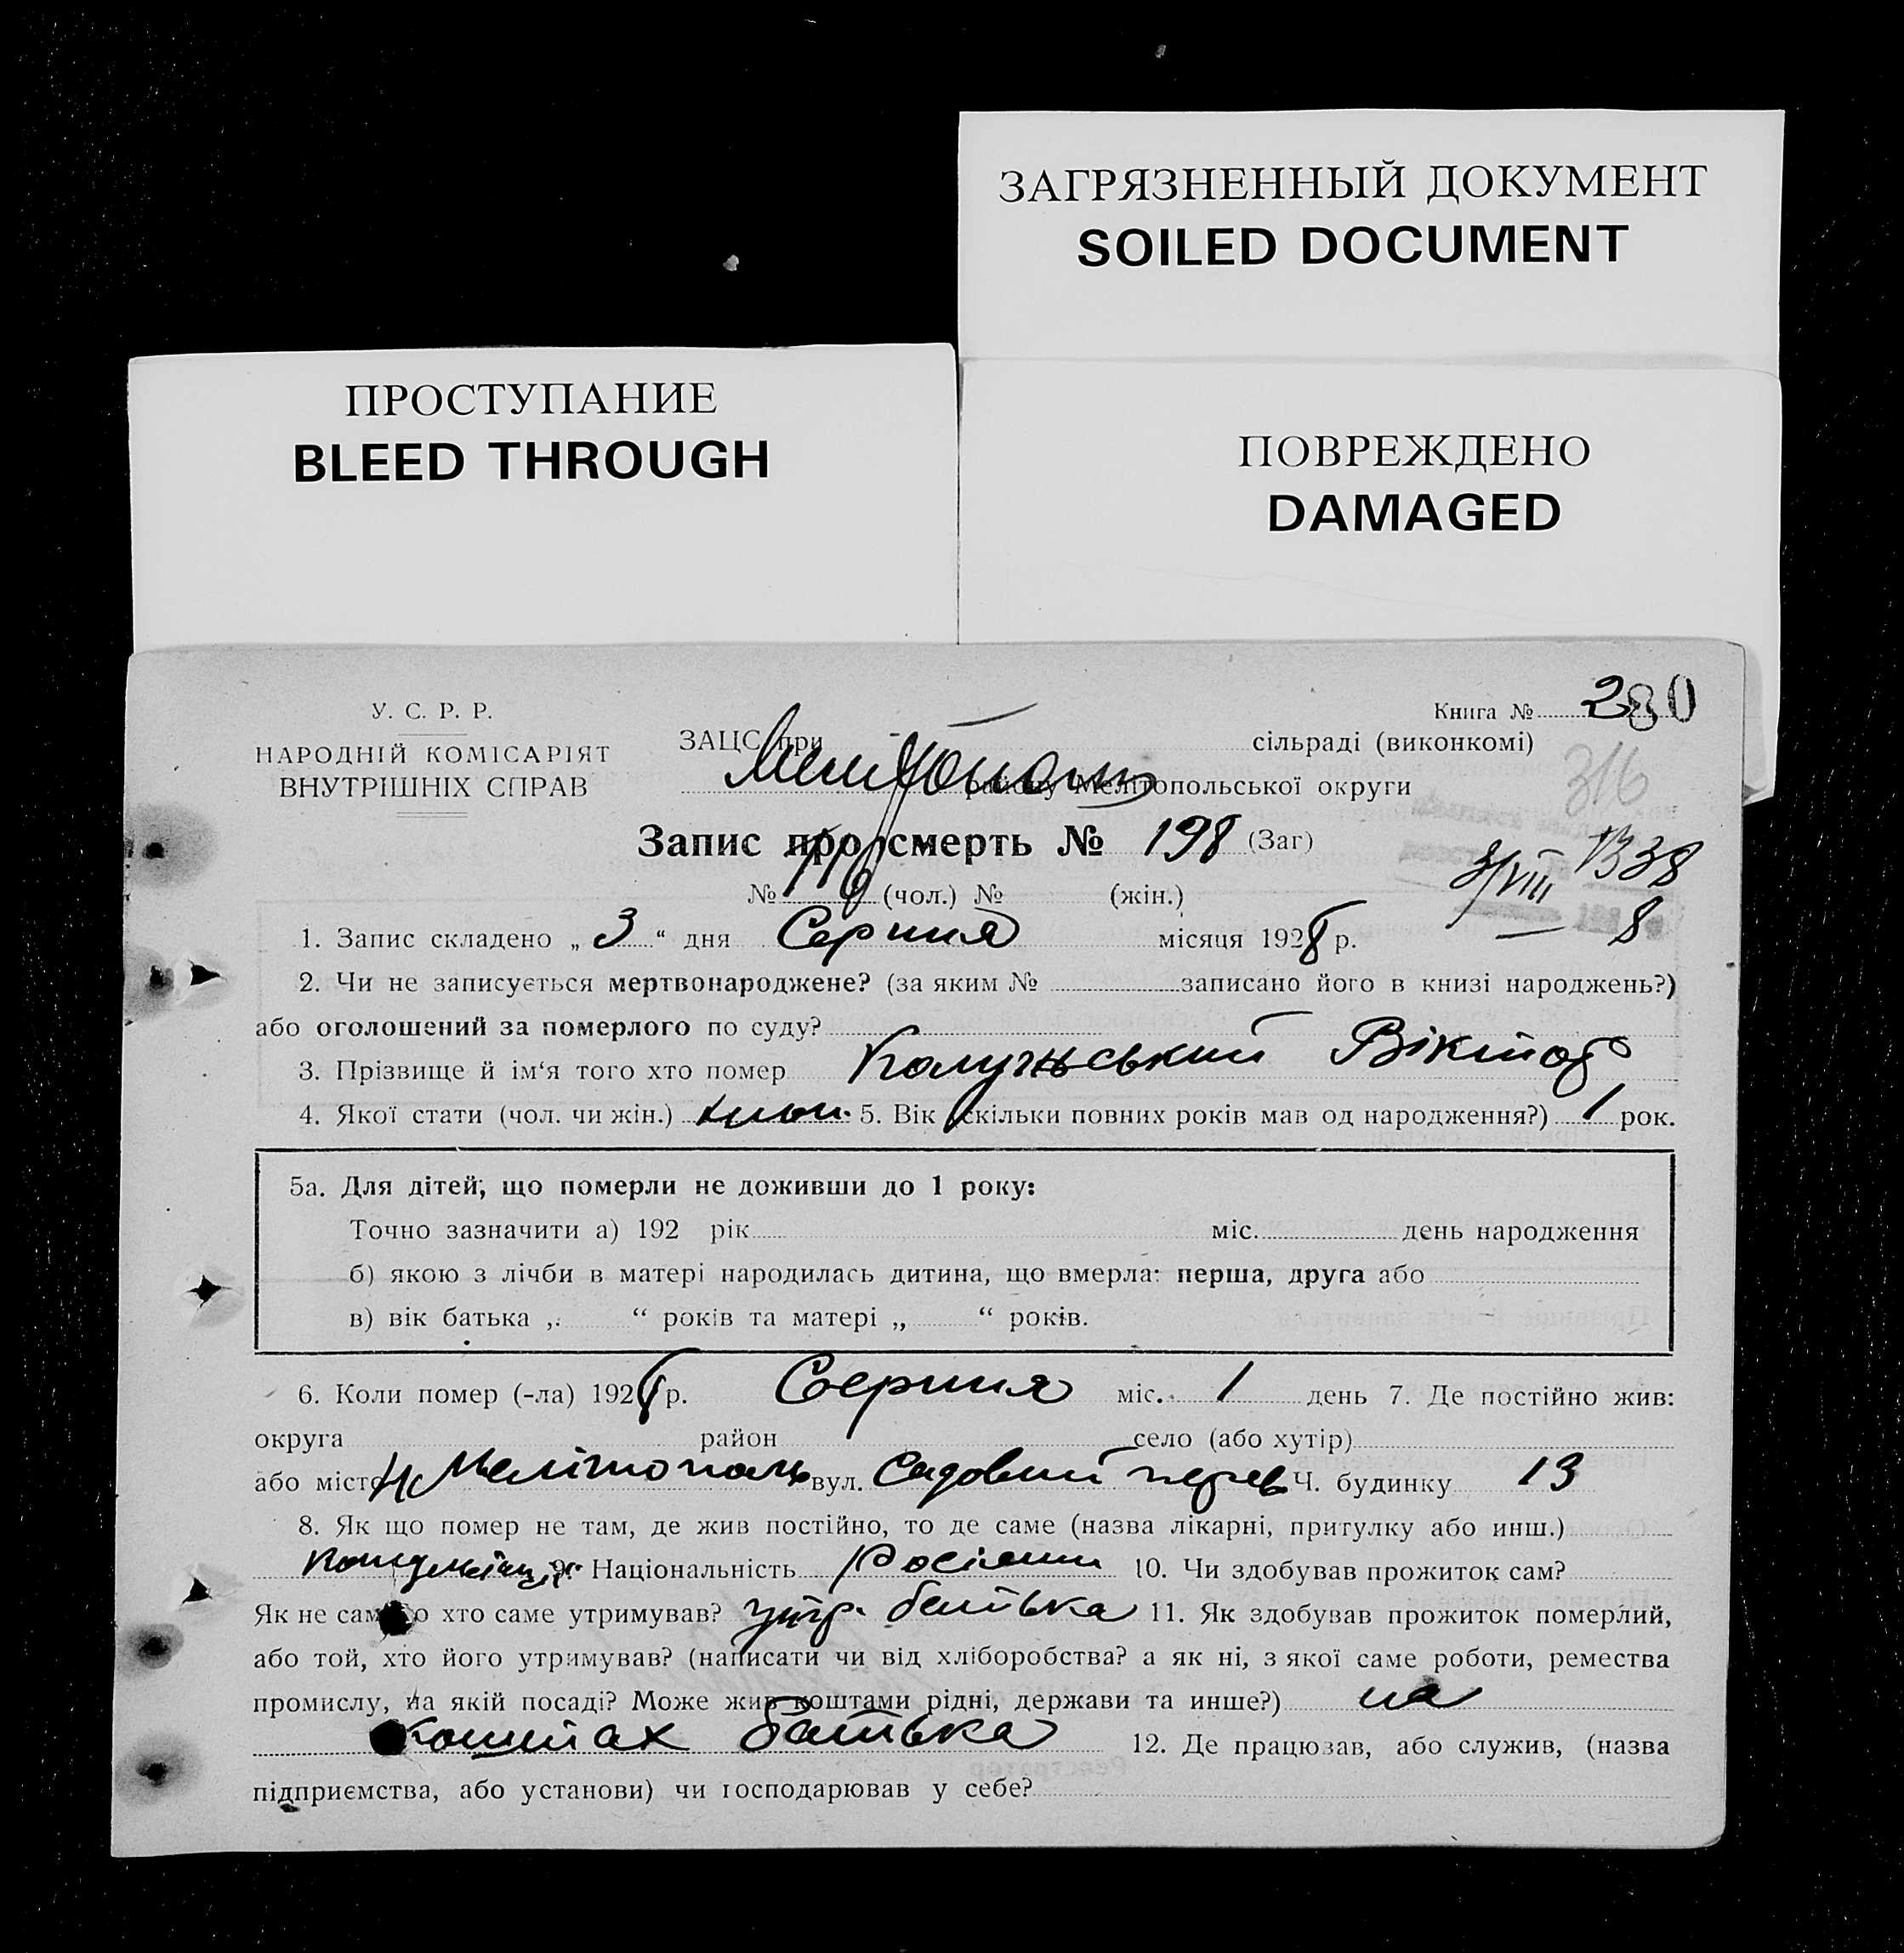 ЗАГРЯЗНЕННЫЙ ДОКУМЕНТ
SOILED DOCUMENT
ПРОСТУПАНИЕ
BLEED THROUGH
ПОВРЕЖДЕНО
DAMAGED
У. С. Р. Р.
НАРОДНІЙ КОМІСАРІЯТ
ВНУТРІШНІХ СПРАВ
Книга № 280
ЗАЦС при сільраді (виконкомі)
316
Мелітополь району Мелітопольської округи
Запис про смерть № 198 (Заг)
3/VIII 1338
№ 110 (чол.) № (жін.)
8
1. Запис складено „ 3 “ дня Серпня місяця 1928 р.
2. Чи не записується мертвонароджене? (за яким № записано його в книзі народжень?)
або оголошений за померлого по суду?
3. Прізвище й ім‘я того хто помер Віктор
4. Якої стати (чол. чи жін.) 5. Вік (скільки повних років мав од народження?) 1 рок.
5а. Для дітей, що померли не доживши до 1 року:
Точно зазначити а) 192 рік міс. день народження
б) якою з лічби в матері народилась дитина, що вмерла: перша, друга або
в) вік батька „ “ років та матері „ “ років.
6. Коли помер (-ла) 1928 р. Серпня міс. 1 день 7. Де постійно жив:
округа район село (або хутір)
або місто м Мелітополь вул. Садовий перев Ч. будинку 13
8. Як що помер не там, де жив постійно, то де саме (назва лікарні, притулку або инш.)
9. Національність Росіянин 10. Чи здобував прожиток сам?
Як не сам то хто саме утримував? утр. батька 11. Як здобував прожиток померлий,
або той, хто його утримував? (написати чи від хліборобства? а як ні, з якої саме роботи, ремества
промислу, на якій посаді? Може жив коштами рідні, держави та инше?) на
коштах батька 12. Де працював, або служив, (назва
підприємства, або установи) чи господарював у себе?